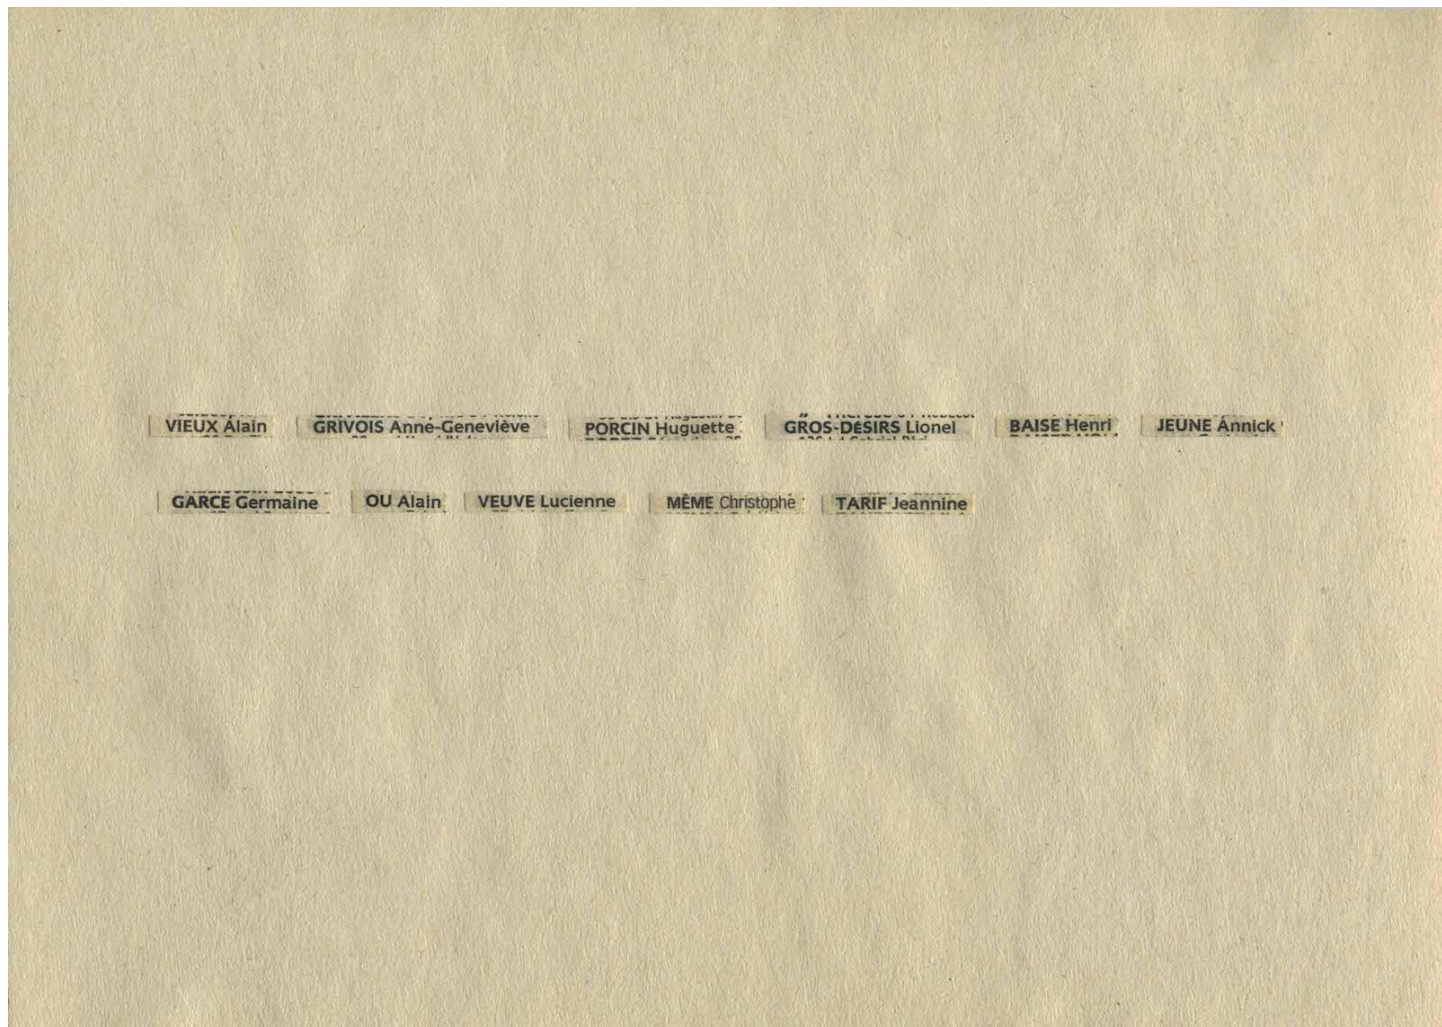 VIEUX Alain GRIVOIS Anne-Geneviève PORCIN Huguette GROS-DÉSIRS Lionel BAISE Henri JEUNE Annick
GARCE Germaine OU Alain VEUVE Lucienne MÊME Christophe TARIF Jeannine